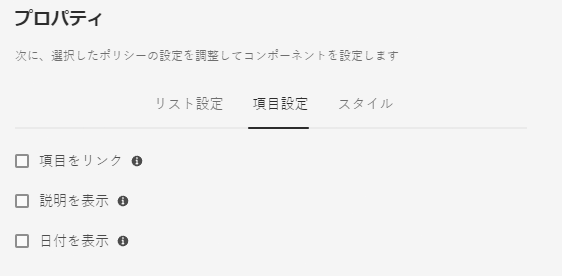 プロパティ
次に、選択したポリシーの設定を調整してコンポーネントを設定します
リスト設定 項目設定 スタイル
項目をリンク
説明を表示
日付を表示